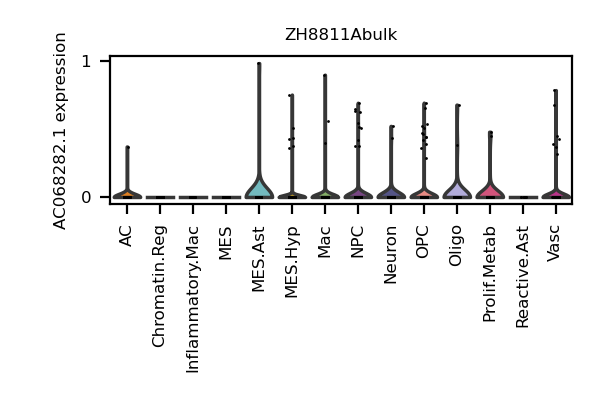 ZH8811Abulk
AC068282.1 expression
1
0
AC
Chromatin.Reg
Inflammatory.Mac
MES
MES.Ast
MES.Hyp
Mac
NPC
Neuron
OPC
Oligo
Prolif.Metab
Reactive.Ast
Vasc